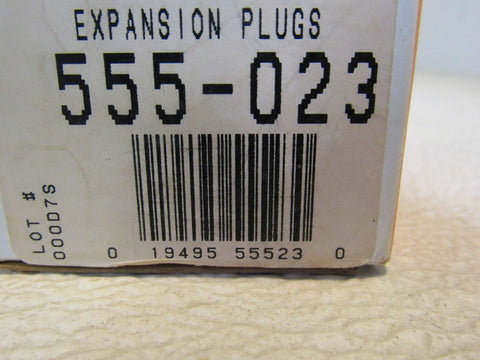 EXPANSION PLUGS
555-023
LOT #
000D7S
0 19495 55523 0